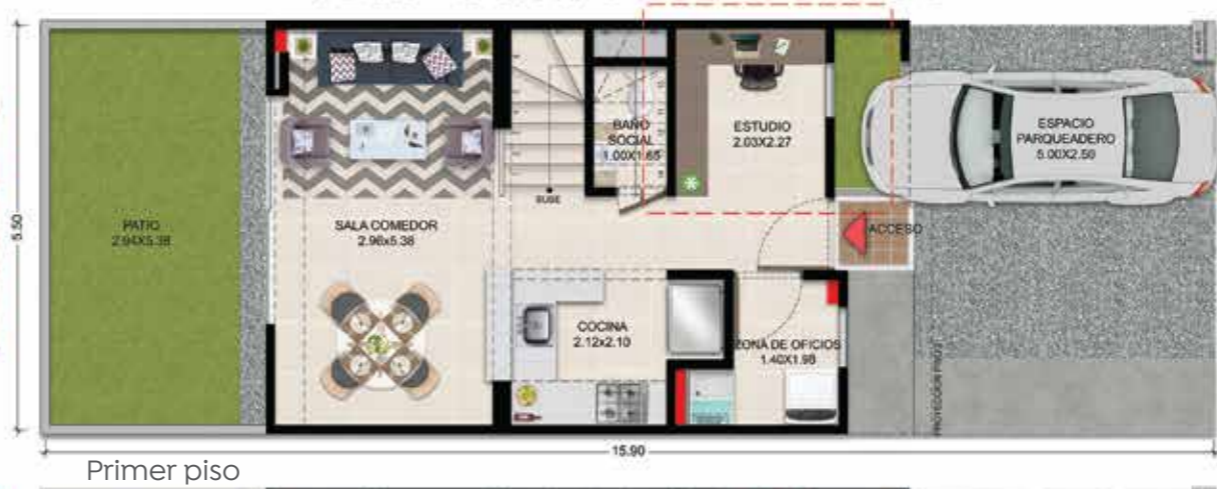 BAÑO
SOCIAL
1.00X1.65
ESTUDIO
2.03X2.27
ESPACIO
PARQUEADERO
5.00X2.50
SUBE
PATIO
2.94X5.38
SALA COMEDOR
2.96x5.38
ACCESO
5.50
COCINA
2.12x2.10
ZONA DE OFICIOS
1.40X1.98
15.90
Primer piso